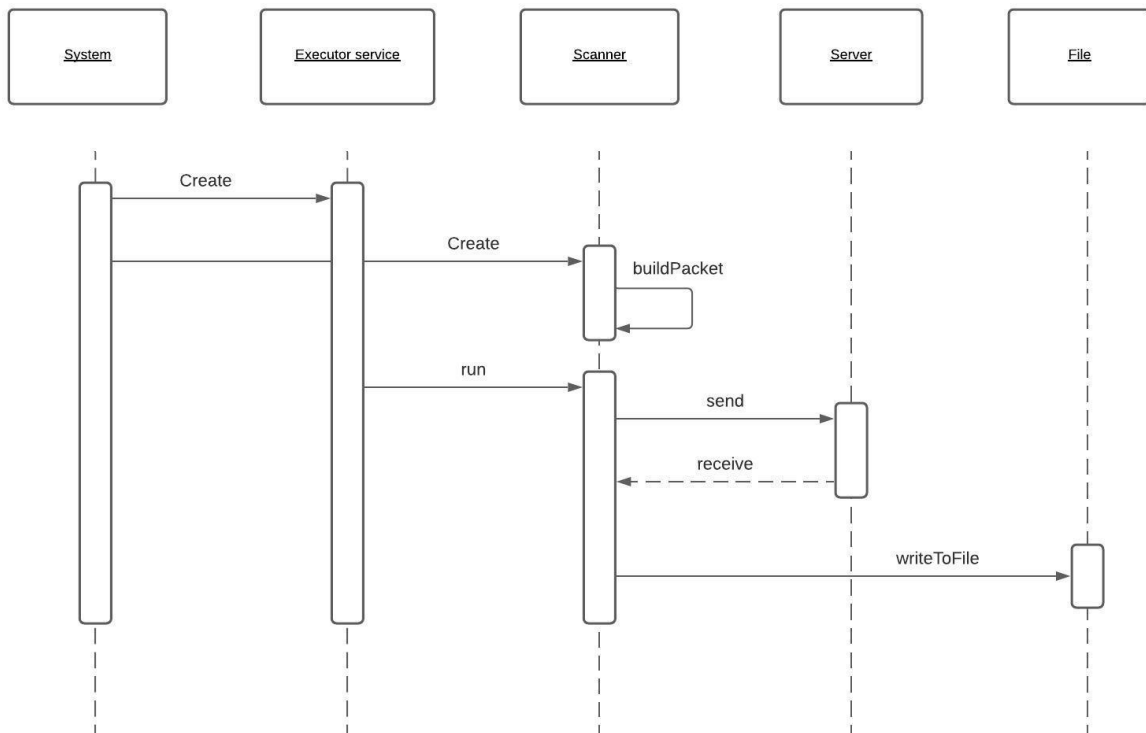 System
Executor service
Scanner
Server
File
Create
Create
buildPacket
run
send
receive
writeToFile